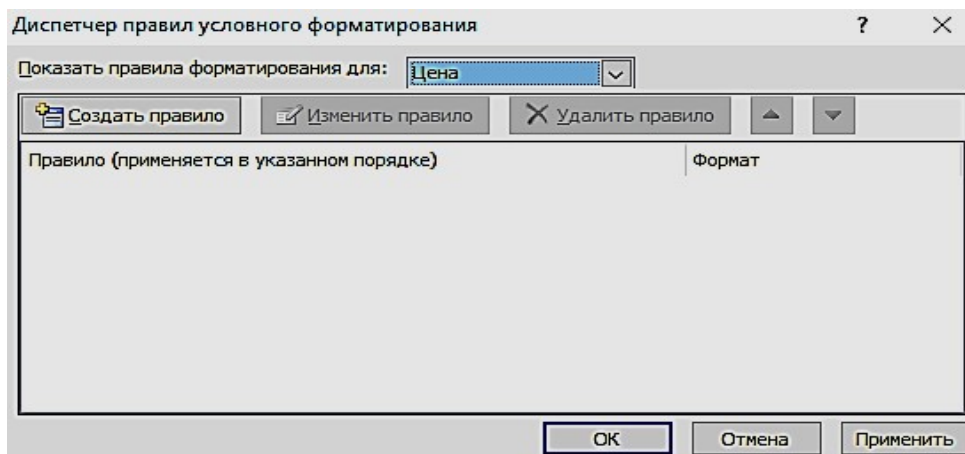 Диспетчер правил условного форматирования ?
Показать правила форматирования для: Цена
Создать правило Изменить правило Удалить правило
Правило (применяется в указанном порядке) Формат
ОК Отмена Применить